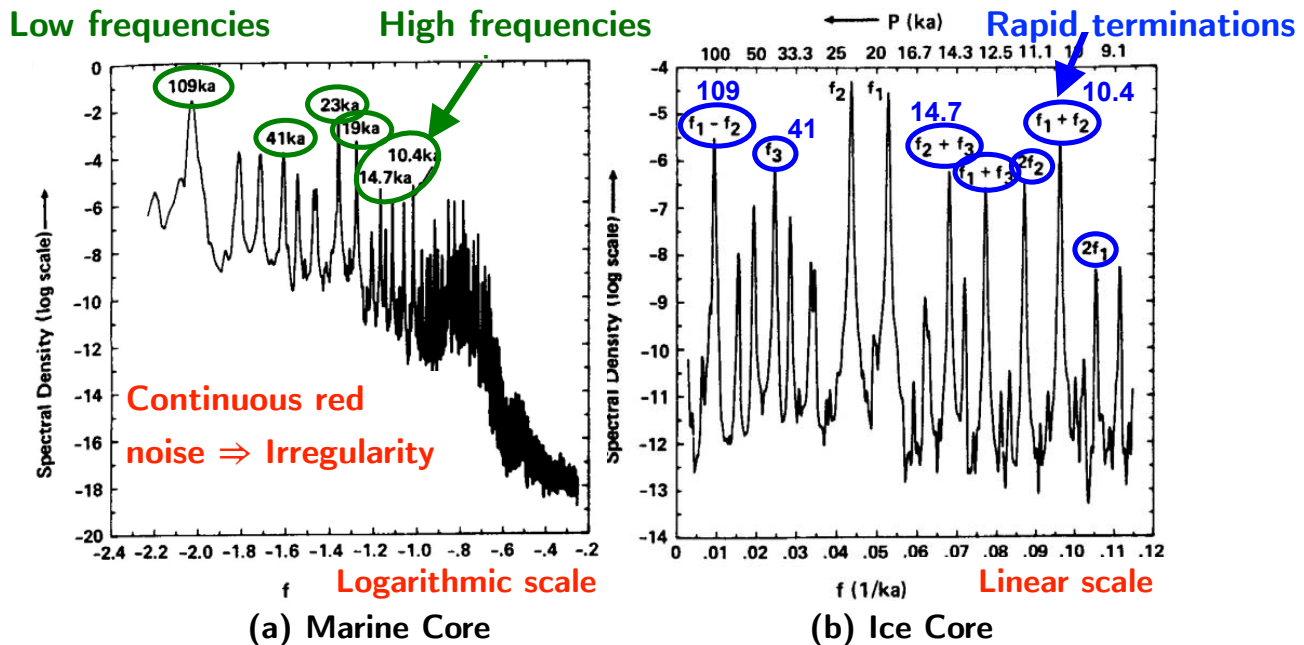 Low frequencies
High frequencies
109ka
41ka
23ka
19ka
10.4ka
14.7ka
0
-2
-4
-6
-8
-10
-12
-14
-16
-18
-20
Spectral Density (log scale)
Continuous red
noise ⇒ Irregularity
-2.4 -2.2 -2.0 -1.8 -1.6 -1.4 -1.2 -1.0 -.8 -.6 -.4 -.2
f
Logarithmic scale
(a) Marine Core
P (ka)
Rapid terminations
100 50 33.3 25 20 16.7 14.3 12.5 11.1 9.1
-4
-5
-6
-7
-8
-9
-10
-11
-12
-13
-14
Spectral Density (log scale)
109
f₁ - f₂
41
f₃
f₂
f₁
14.7
f₂ + f₃
f₁ + f₃
2f₂
10.4
f₁ + f₂
2f₁
0 .01 .02 .03 .04 .05 .06 .07 .08 .09 .10 .11 .12
f (1/ka)
Linear scale
(b) Ice Core